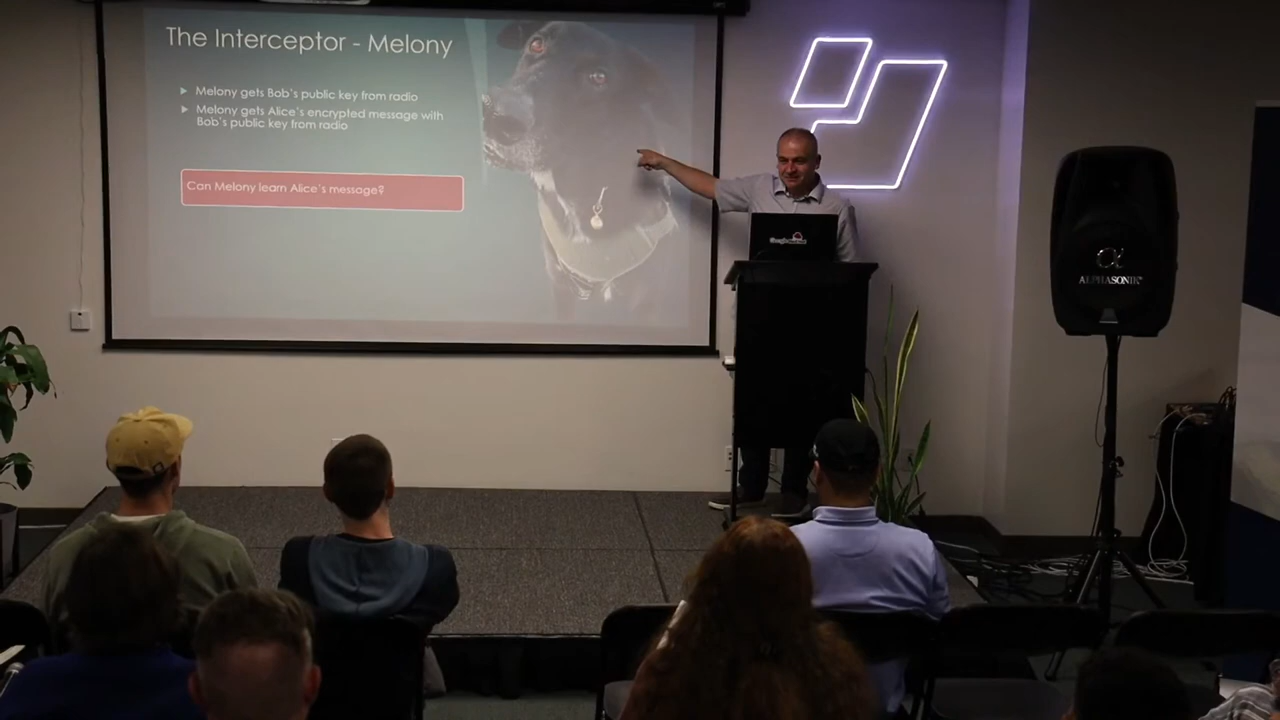 The Interceptor - Melony
Melony gets Bob's public key from radio
Melony gets Alice's encrypted message with
Bob's public key from radio
Can Melony learn Alice's message?
ALPHASONIK